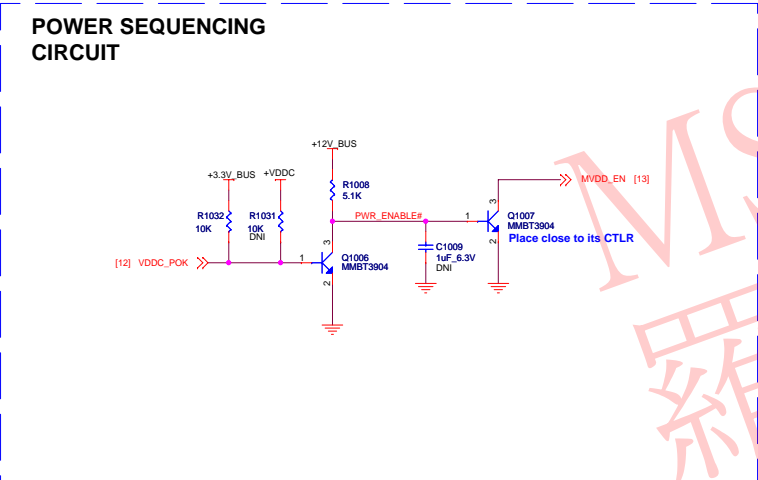 POWER SEQUENCING
CIRCUIT
+12V_BUS
+3.3V_BUS
+VDDC
R1008
5.1K
MVDD_EN [13]
R1032
10K
R1031
10K
DNI
PWR_ENABLE#
1
3
2
Q1007
MMBT3904
Place close to its CTLR
C1009
1uF_6.3V
DNI
[12] VDDC_POK
1
3
2
Q1006
MMBT3904
MS
羅